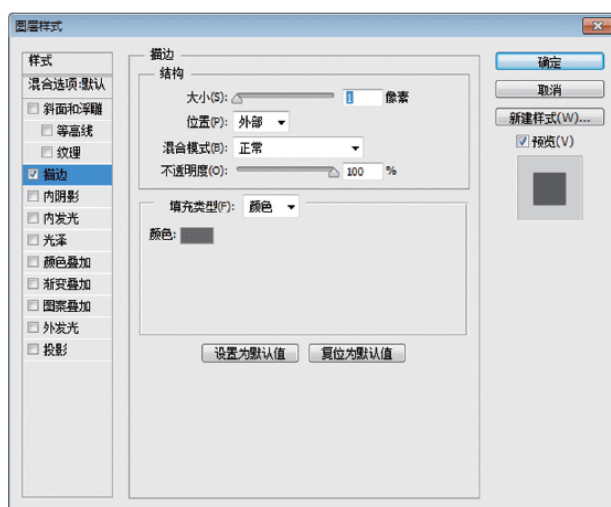 图层样式
样式
混合选项:默认
斜面和浮雕
等高线
纹理
描边
内阴影
内发光
光泽
颜色叠加
渐变叠加
图案叠加
外发光
投影
描边
结构
大小(S): 1 像素
位置(P): 外部
混合模式(B): 正常
不透明度(O): 100 %
填充类型(F): 颜色
颜色:
设置为默认值 复位为默认值
确定
取消
新建样式(W)...
预览(V)